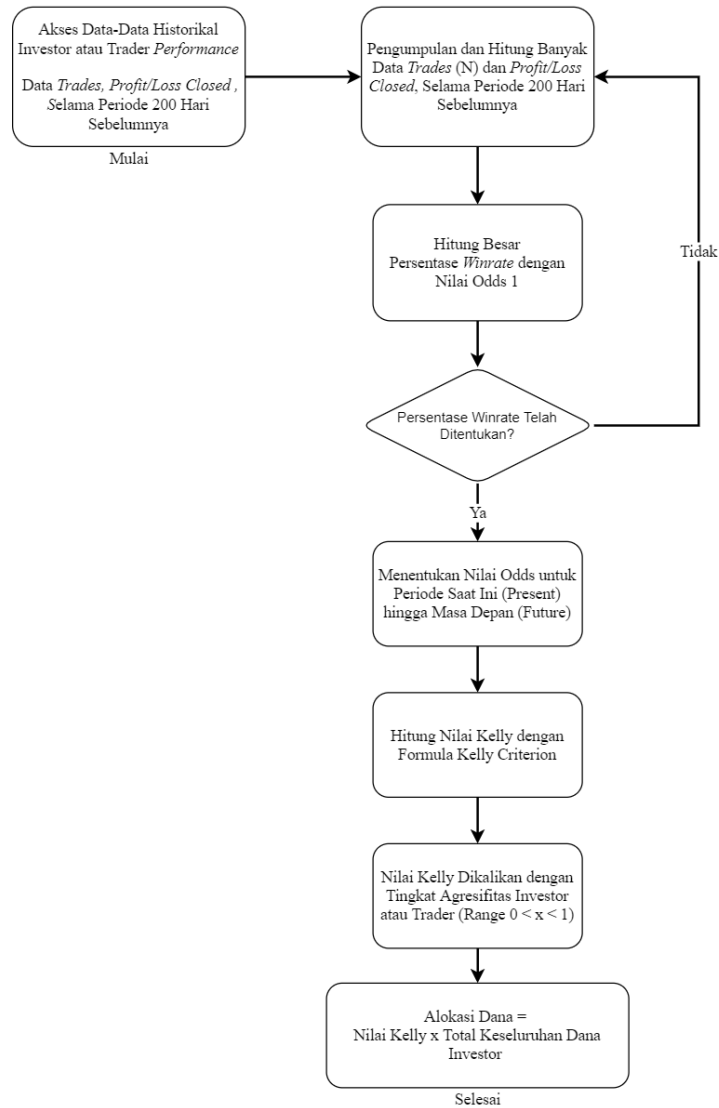 Akses Data-Data Historikal
Investor atau Trader Performance
Data Trades, Profit/Loss Closed ,
Selama Periode 200 Hari
Sebelumnya
Mulai
Pengumpulan dan Hitung Banyak
Data Trades (N) dan Profit/Loss
Closed, Selama Periode 200 Hari
Sebelumnya
Hitung Besar
Persentase Winrate dengan
Nilai Odds 1
Tidak
Persentase Winrate Telah
Ditentukan?
Ya
Menentukan Nilai Odds untuk
Periode Saat Ini (Present)
hingga Masa Depan (Future)
Hitung Nilai Kelly dengan
Formula Kelly Criterion
Nilai Kelly Dikalikan dengan
Tingkat Agresifitas Investor
atau Trader (Range 0 < x < 1)
Alokasi Dana =
Nilai Kelly x Total Keseluruhan Dana
Investor
Selesai